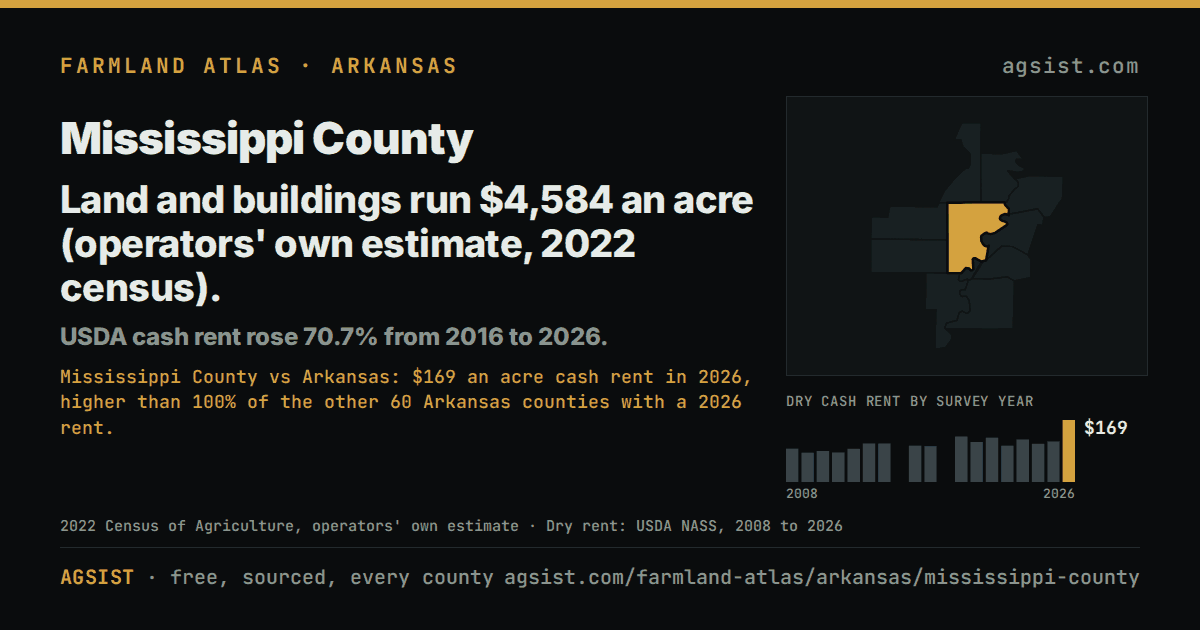 FARMLAND ATLAS · ARKANSAS
agsist.com
Mississippi County
Land and buildings run $4,584 an acre
(operators' own estimate, 2022
census).
USDA cash rent rose 70.7% from 2016 to 2026.
Mississippi County vs Arkansas: $169 an acre cash rent in 2026,
higher than 100% of the other 60 Arkansas counties with a 2026
rent.
DRY CASH RENT BY SURVEY YEAR
$169
2008
2026
2022 Census of Agriculture, operators' own estimate · Dry rent: USDA NASS, 2008 to 2026
AGSIST · free, sourced, every county
agsist.com/farmland-atlas/arkansas/mississippi-county